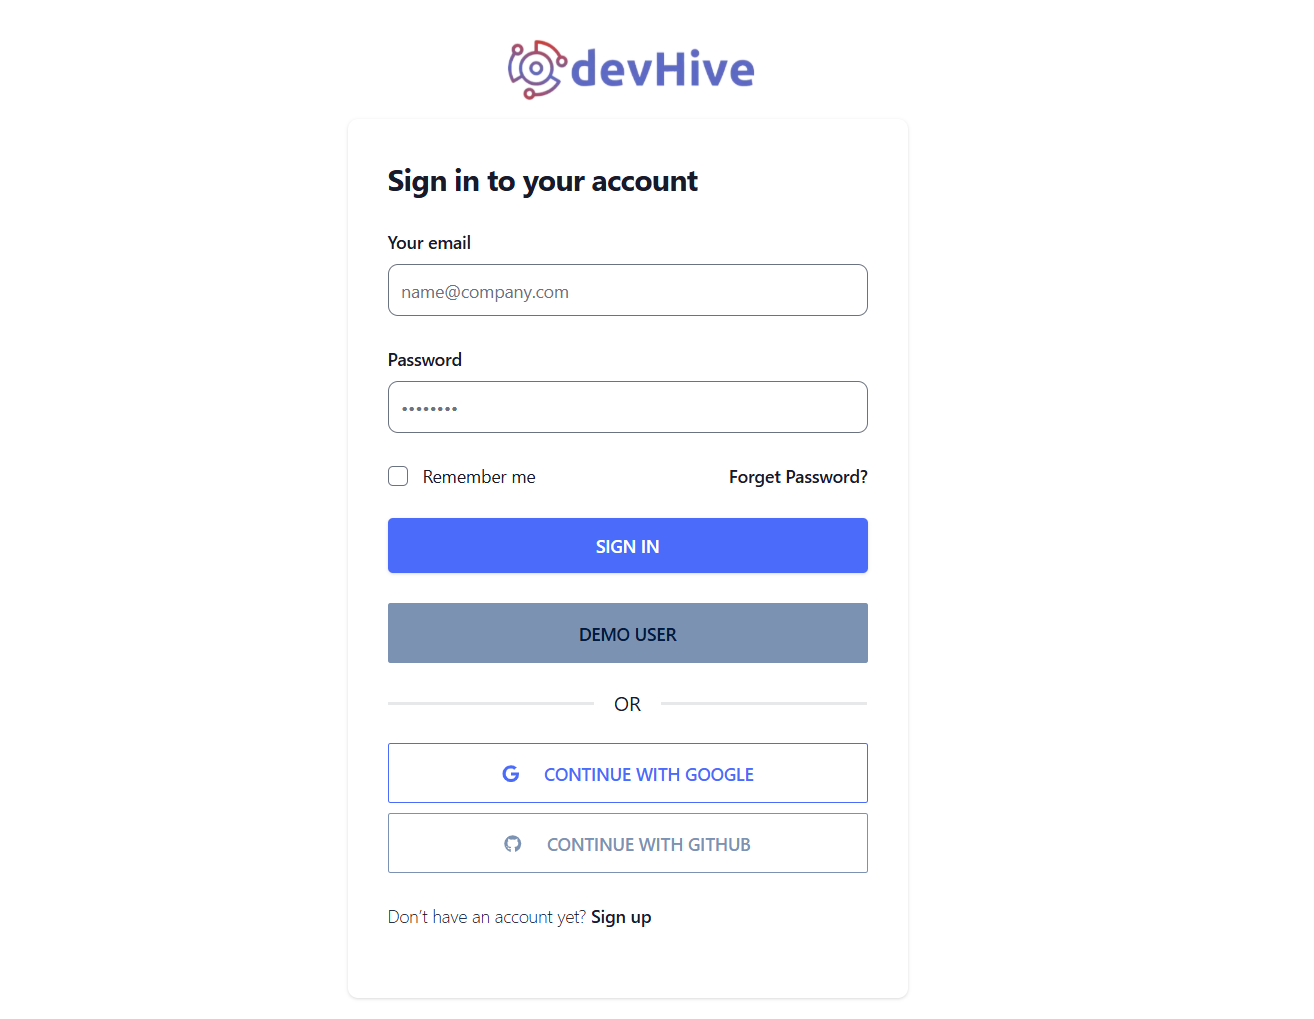 devHive
Sign in to your account
Your email
name@company.com
Password
••••••••
Remember me Forget Password?
SIGN IN
DEMO USER
OR
CONTINUE WITH GOOGLE
CONTINUE WITH GITHUB
Don't have an account yet? Sign up